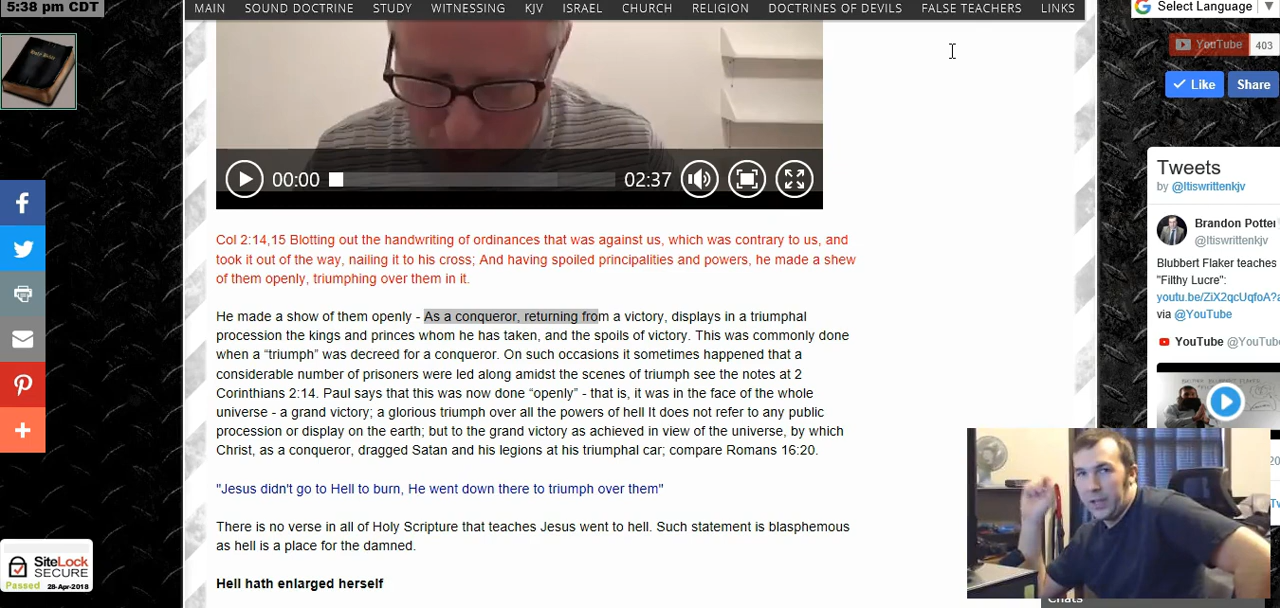 5:38 pm CDT
MAIN SOUND DOCTRINE STUDY WITNESSING KJV ISRAEL CHURCH RELIGION DOCTRINES OF DEVILS FALSE TEACHERS LINKS
Select Language ▼
YouTube 403
Like Share
00:00 02:37
Col 2:14,15 Blotting out the handwriting of ordinances that was against us, which was contrary to us, and
took it out of the way, nailing it to his cross; And having spoiled principalities and powers, he made a shew
of them openly, triumphing over them in it.
He made a show of them openly - As a conqueror, returning from a victory, displays in a triumphal
procession the kings and princes whom he has taken, and the spoils of victory. This was commonly done
when a “triumph” was decreed for a conqueror. On such occasions it sometimes happened that a
considerable number of prisoners were led along amidst the scenes of triumph see the notes at 2
Corinthians 2:14. Paul says that this was now done “openly” - that is, it was in the face of the whole
universe - a grand victory; a glorious triumph over all the powers of hell It does not refer to any public
procession or display on the earth; but to the grand victory as achieved in view of the universe, by which
Christ, as a conqueror, dragged Satan and his legions at his triumphal car; compare Romans 16:20.
"Jesus didn't go to Hell to burn, He went down there to triumph over them"
There is no verse in all of Holy Scripture that teaches Jesus went to hell. Such statement is blasphemous
as hell is a place for the damned.
Hell hath enlarged herself
Tweets
by @Itiswrittenkjv
Brandon Potter
@Itiswrittenkjv
Blubbert Flaker teaches
"Filthy Lucre":
youtu.be/ZiX2qcUqfoA?a
via @YouTube
YouTube @YouTube
SiteLock
SECURE
Passed 28-Apr-2018
Chats